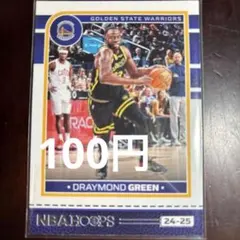 GOLDEN STATE WARRIORS
100円
DRAYMOND GREEN
NBA HOOPS
24-25